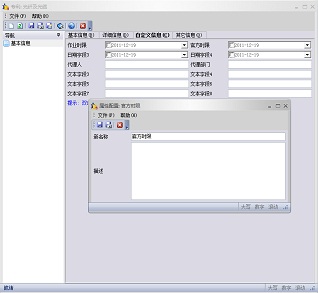 文件(F) 帮助(H)
导航
基本信息
基本信息(I) 详细信息(E) 自定义信息(C) 其它信息(Q)
作业时限 2011-12-19 官方时限 2011-12-19
日期字段3 2011-12-19 日期字段4 2011-12-19
代理人 代理部门
文本字段3 文本字段4
文本字段5 文本字段6
文本字段7 文本字段8
提示:
属性配置:官方时限
文件(F) 帮助(H)
新名称 官方时限
描述
大写 数字 滚动
就绪 大写 数字 滚动